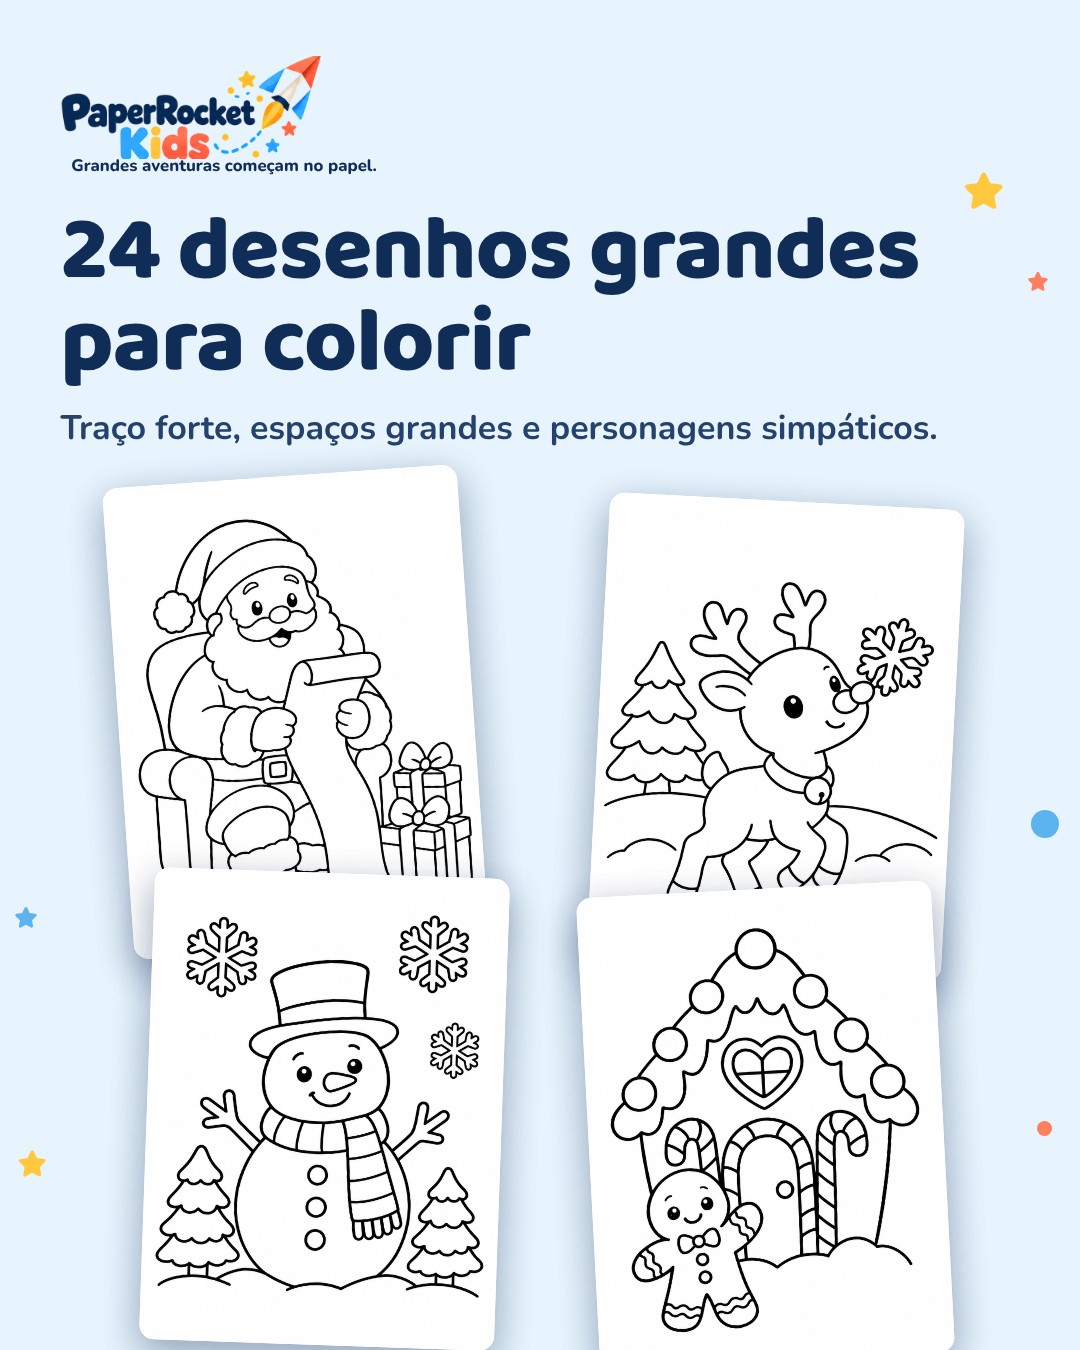 PaperRocket
Kids
Grandes aventuras começam no papel.
24 desenhos grandes
para colorir
Traço forte, espaços grandes e personagens simpáticos.